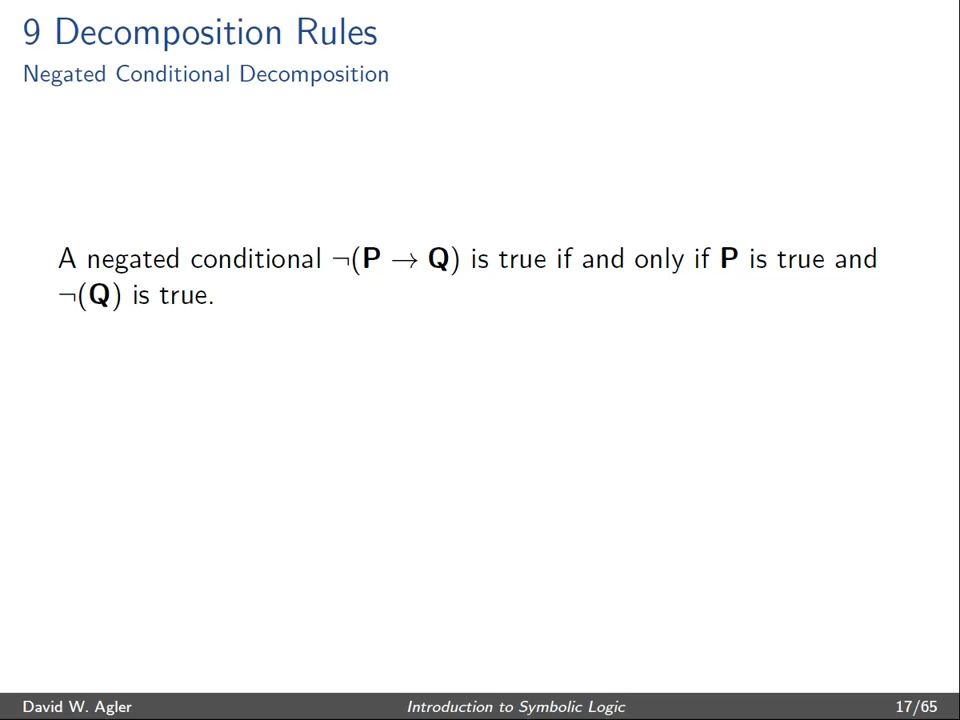 9 Decomposition Rules
Negated Conditional Decomposition
A negated conditional ¬(P → Q) is true if and only if P is true and
¬(Q) is true.
David W. Agler Introduction to Symbolic Logic 17/65